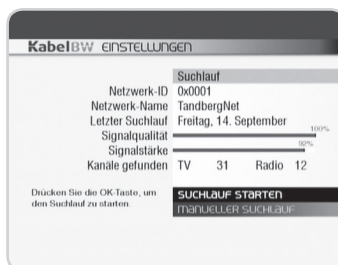 KabelBW EINSTELLUNGEN
Suchlauf
Netzwerk-ID 0x0001
Netzwerk-Name TandbergNet
Letzter Suchlauf Freitag, 14. September
Signalqualität 100%
Signalstärke 92%
Kanäle gefunden TV 31 Radio 12
Drücken Sie die OK-Taste, um
den Suchlauf zu starten.
SUCHLAUF STARTEN
MANUELLER SUCHLAUF